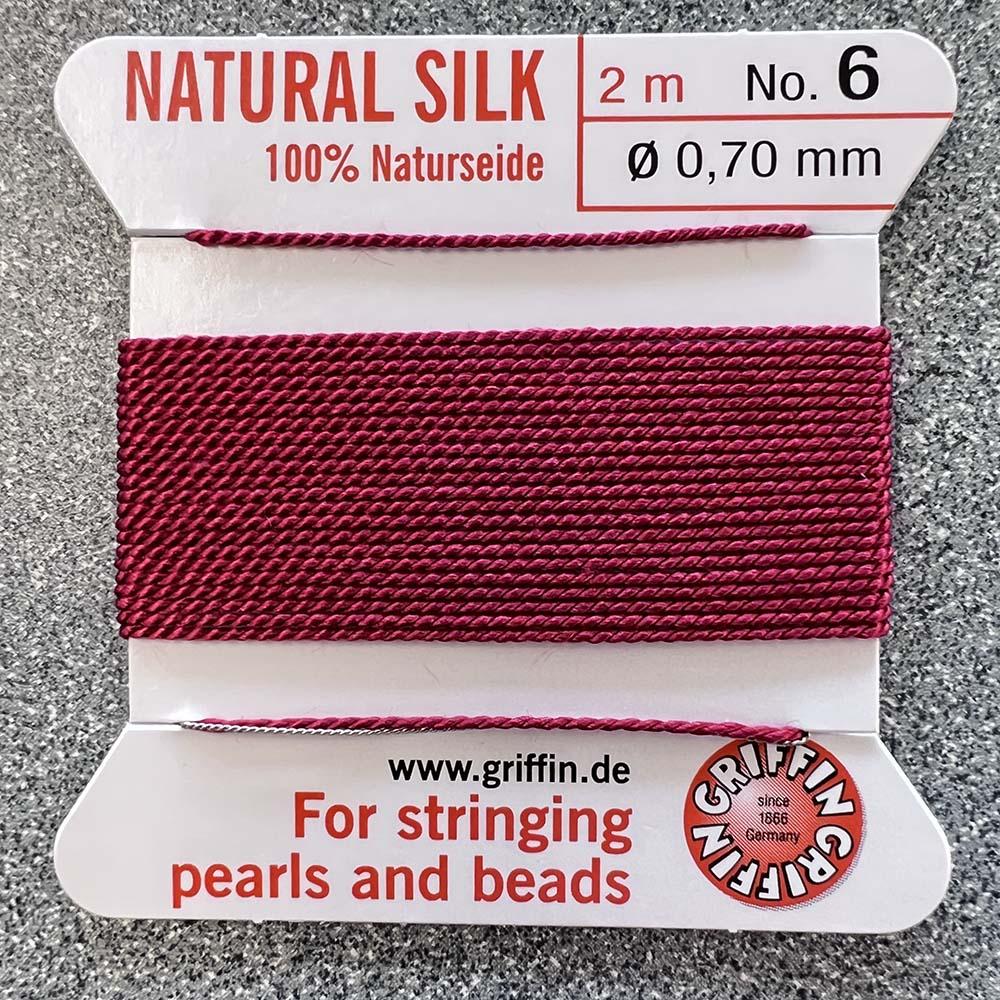 NATURAL SILK
100% Naturseide
2 m No. 6
Ø 0,70 mm
www.griffin.de
For stringing
pearls and beads
GRIFFIN GRIFFIN
since
1866
Germany